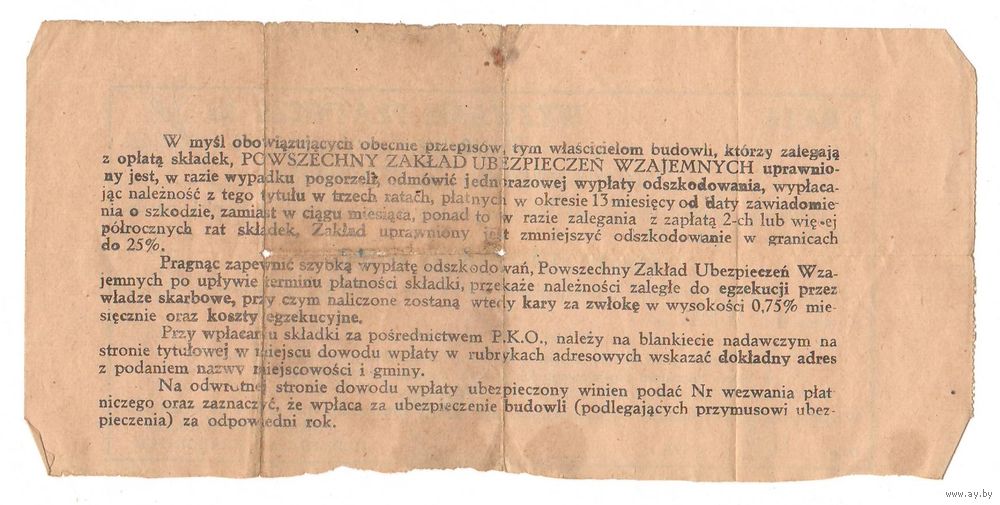 W myśl obowiązujących obecnie przepisów, tym właścicielom budowli, którzy zalegają
z opłatą składek, POWSZECHNY ZAKŁAD UBEZPIECZEŃ WZAJEMNYCH uprawnio-
ny jest, w razie wypadku pogorzeli, odmówić jednorazowej wypłaty odszkodowania, wypłaca-
jąc należność z tego tytułu w trzech ratach, płatnych w okresie 13 miesięcy od daty zawiadomie-
nia o szkodzie, zamiast w ciągu miesiąca, ponad to w razie zalegania z zapłatą 2-ch lub więcej
półrocznych rat składek, Zakład uprawniony jest zmniejszyć odszkodowanie w granicach
do 25%.
Pragnąc zapewnić szybką wypłatę odszkodowań, Powszechny Zakład Ubezpieczeń Wza-
jemnych po upływie terminu płatności składki, przekaże należności zaległe do egzekucji przez
władze skarbowe, przy czym naliczone zostaną wtedy kary za zwłokę w wysokości 0,75% mie-
sięcznie oraz koszty egzekucyjne.
Przy wpłacaniu składki za pośrednictwem P.K.O., należy na blankiecie nadawczym na
stronie tytułowej w miejscu dowodu wpłaty w rubrykach adresowych wskazać dokładny adres
z podaniem nazwy miejscowości i gminy.
Na odwrotnej stronie dowodu wpłaty ubezpieczony winien podać Nr wezwania płat
niczego oraz zaznaczyć, że wpłaca za ubezpieczenie budowli (podlegających przymusowi ubez-
pieczenia) za odpowiedni rok.
www.ay.by